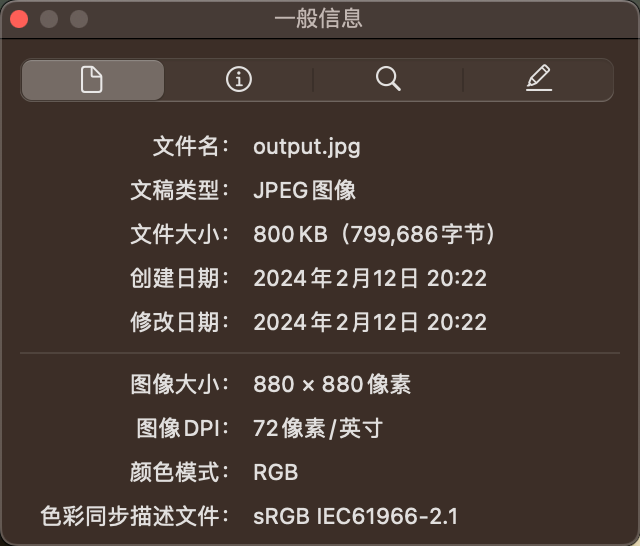 一般信息
文件名： output.jpg
文稿类型： JPEG图像
文件大小： 800 KB（799,686字节）
创建日期： 2024年2月12日 20:22
修改日期： 2024年2月12日 20:22
图像大小： 880 × 880像素
图像DPI： 72像素/英寸
颜色模式： RGB
色彩同步描述文件： sRGB IEC61966-2.1